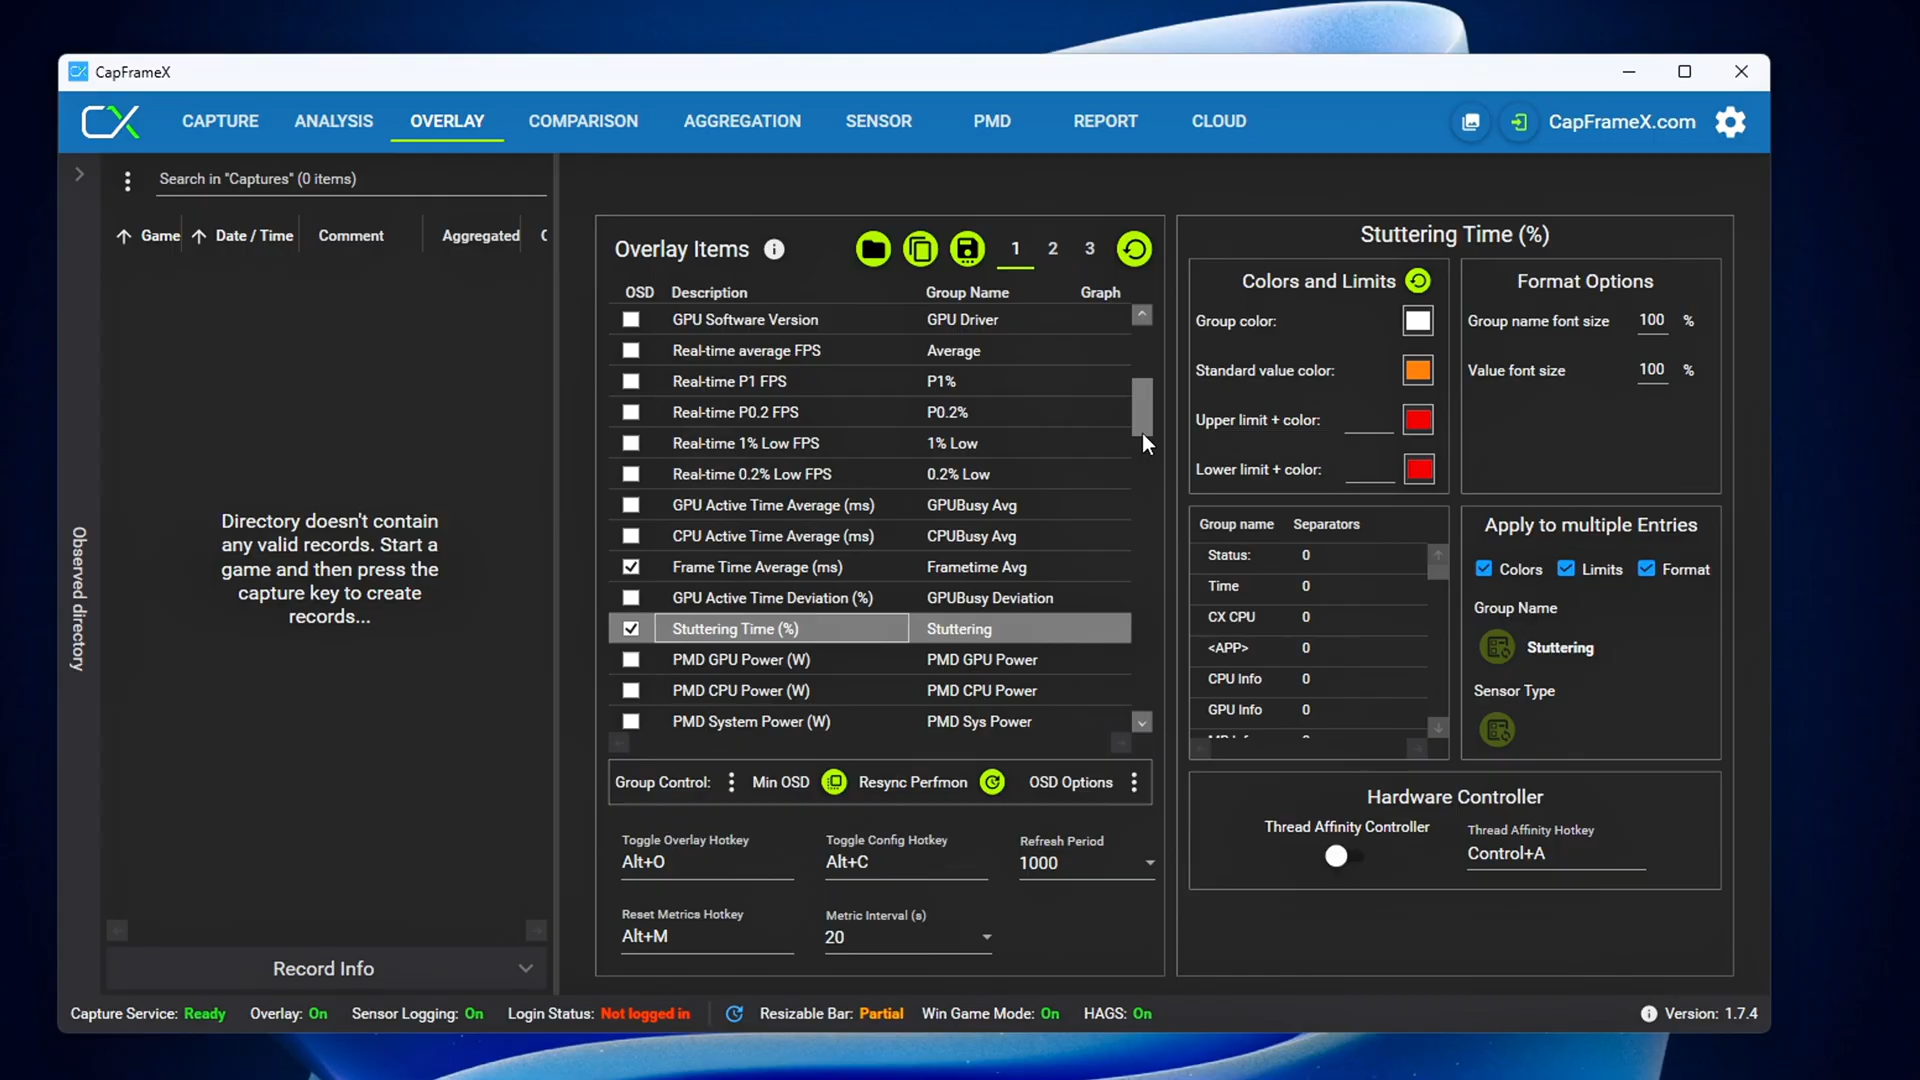 CapFrameX
CX CAPTURE ANALYSIS OVERLAY COMPARISON AGGREGATION SENSOR PMD REPORT CLOUD CapFrameX.com
Search in "Captures" (0 items)
Game Date / Time Comment Aggregated
Observed directory
Directory doesn't contain
any valid records. Start a
game and then press the
capture key to create
records...
Record Info
Overlay Items 1 2 3
OSD Description Group Name Graph
GPU Software Version GPU Driver
Real-time average FPS Average
Real-time P1 FPS P1%
Real-time P0.2 FPS P0.2%
Real-time 1% Low FPS 1% Low
Real-time 0.2% Low FPS 0.2% Low
GPU Active Time Average (ms) GPUBusy Avg
CPU Active Time Average (ms) CPUBusy Avg
Frame Time Average (ms) Frametime Avg
GPU Active Time Deviation (%) GPUBusy Deviation
Stuttering Time (%) Stuttering
PMD GPU Power (W) PMD GPU Power
PMD CPU Power (W) PMD CPU Power
PMD System Power (W) PMD Sys Power
Group Control: Min OSD Resync Perfmon OSD Options
Toggle Overlay Hotkey Toggle Config Hotkey Refresh Period
Alt+O Alt+C 1000
Reset Metrics Hotkey Metric Interval (s)
Alt+M 20
Stuttering Time (%)
Colors and Limits
Group color:
Standard value color:
Upper limit + color:
Lower limit + color:
Format Options
Group name font size 100 %
Value font size 100 %
Group name Separators
Status: 0
Time 0
CX CPU 0
<APP> 0
CPU Info 0
GPU Info 0
Apply to multiple Entries
Colors Limits Format
Group Name
Stuttering
Sensor Type
Hardware Controller
Thread Affinity Controller Thread Affinity Hotkey
Control+A
Capture Service: Ready Overlay: On Sensor Logging: On Login Status: Not logged in Resizable Bar: Partial Win Game Mode: On HAGS: On Version: 1.7.4